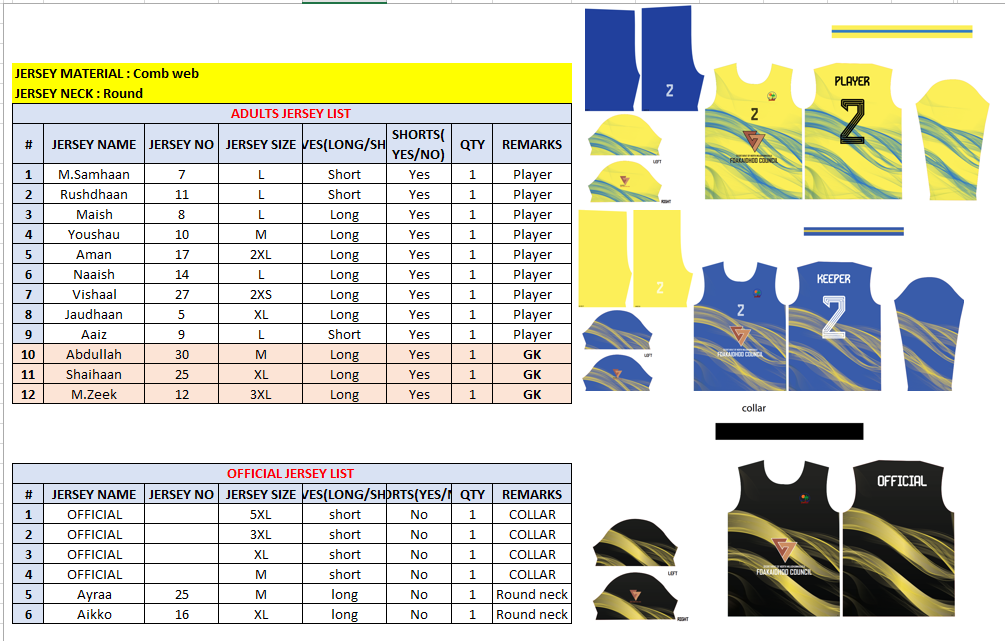 JERSEY MATERIAL : Comb web
JERSEY NECK : Round
ADULTS JERSEY LIST
# JERSEY NAME JERSEY NO JERSEY SIZE VES(LONG/SH SHORTS( YES/NO) QTY REMARKS
1 M.Samhaan 7 L Short Yes 1 Player
2 Rushdhaan 11 L Short Yes 1 Player
3 Maish 8 L Long Yes 1 Player
4 Youshau 10 M Long Yes 1 Player
5 Aman 17 2XL Long Yes 1 Player
6 Naaish 14 L Long Yes 1 Player
7 Vishaal 27 2XS Long Yes 1 Player
8 Jaudhaan 5 XL Long Yes 1 Player
9 Aaiz 9 L Short Yes 1 Player
10 Abdullah 30 M Long Yes 1 GK
11 Shaihaan 25 XL Long Yes 1 GK
12 M.Zeek 12 3XL Long Yes 1 GK
OFFICIAL JERSEY LIST
# JERSEY NAME JERSEY NO JERSEY SIZE VES(LONG/SH ORTS(YES/N QTY REMARKS
1 OFFICIAL 5XL short No 1 COLLAR
2 OFFICIAL 3XL short No 1 COLLAR
3 OFFICIAL XL short No 1 COLLAR
4 OFFICIAL M short No 1 COLLAR
5 Ayraa 25 M long No 1 Round neck
6 Aikko 16 XL long No 1 Round neck
2
PLAYER
2
2
FOAKAIDHOO COUNCIL
LEFT
RIGHT
2
KEEPER
2
2
FOAKAIDHOO COUNCIL
LEFT
collar
OFFICIAL
FOAKAIDHOO COUNCIL
LEFT
RIGHT